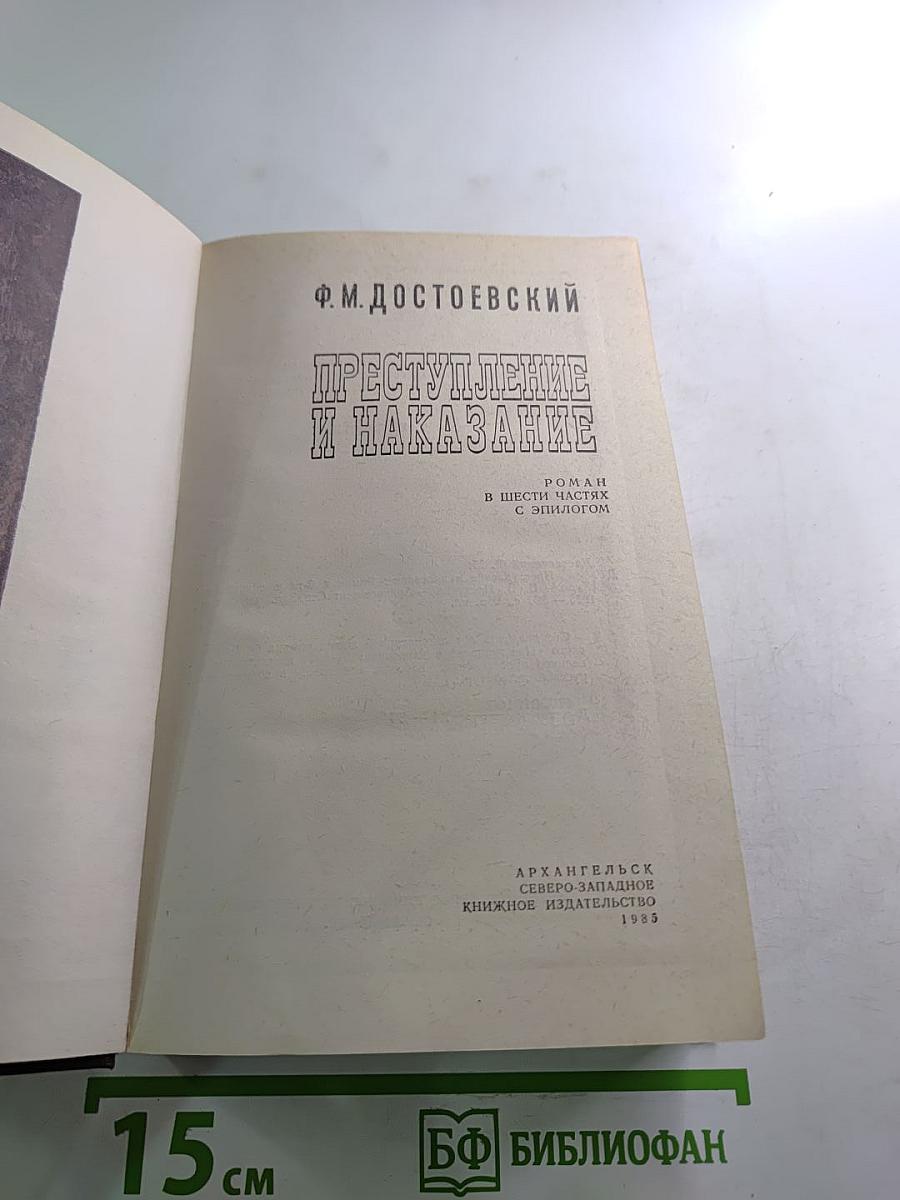 Ф. М. ДОСТОЕВСКИЙ
ПРЕСТУПЛЕНИЕ
И НАКАЗАНИЕ
РОМАН
В ШЕСТИ ЧАСТЯХ
С ЭПИЛОГОМ
АРХАНГЕЛЬСК
СЕВЕРО-ЗАПАДНОЕ
КНИЖНОЕ ИЗДАТЕЛЬСТВО
1985
15 см
БФ БИБЛИОФАН